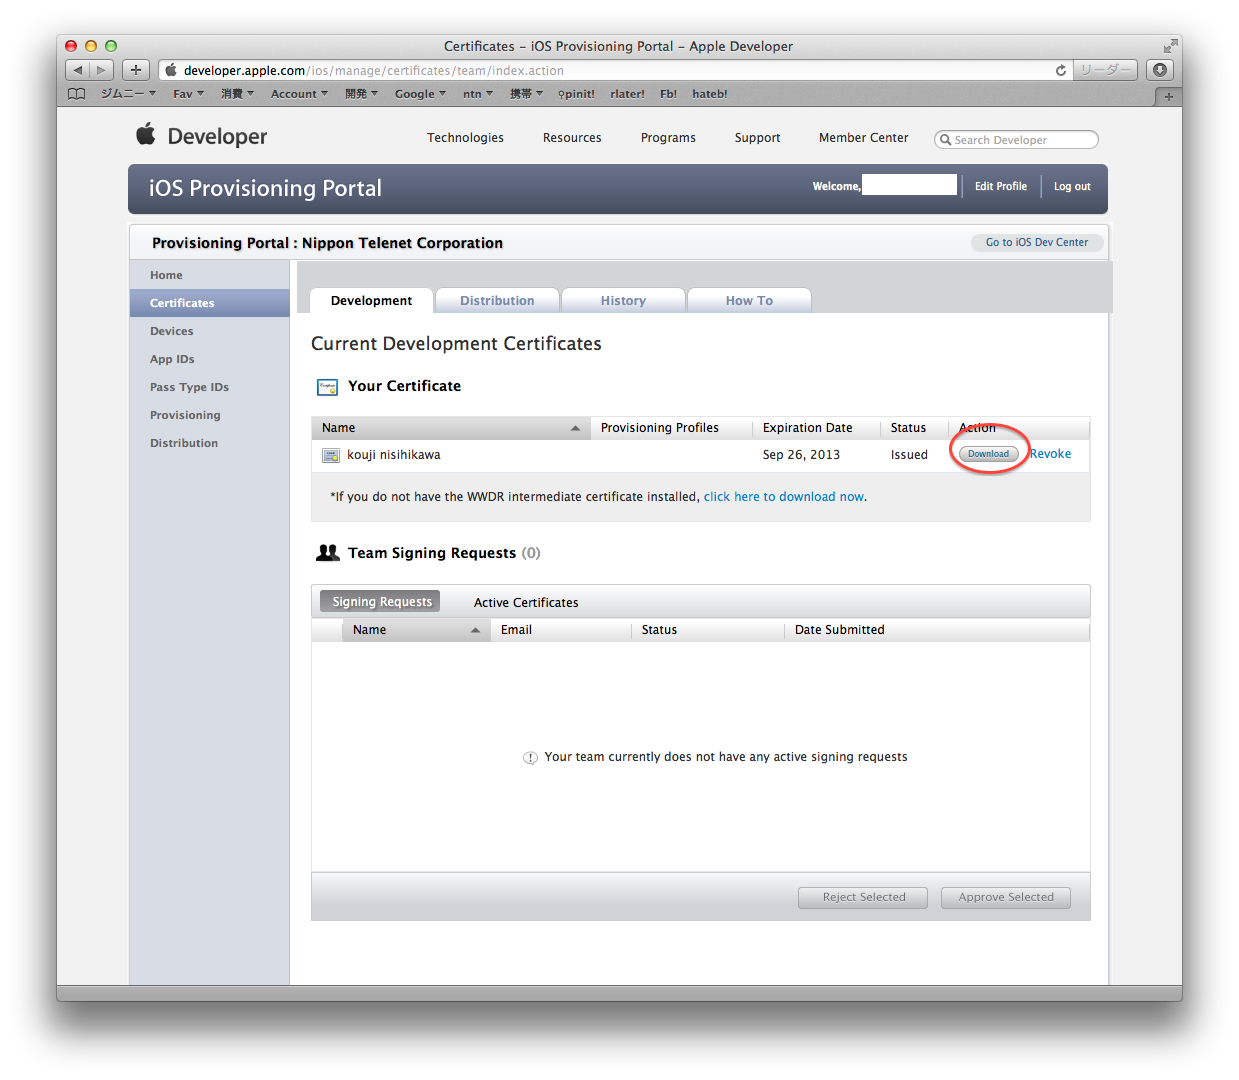 Certificates – iOS Provisioning Portal – Apple Developer
developer.apple.com/ios/manage/certificates/team/index.action
リーダー
ジムニー Fav 消費 Account 開発 Google ntn 携帯 pinit! rlater! Fb! hateb!
Developer
Technologies Resources Programs Support Member Center Search Developer
iOS Provisioning Portal
Welcome, Edit Profile Log out
Provisioning Portal : Nippon Telenet Corporation
Go to iOS Dev Center
Home
Certificates
Devices
App IDs
Pass Type IDs
Provisioning
Distribution
Development Distribution History How To
Current Development Certificates
Your Certificate
Name Provisioning Profiles Expiration Date Status Action
kouji nisihikawa Sep 26, 2013 Issued Download Revoke
*If you do not have the WWDR intermediate certificate installed, click here to download now.
Team Signing Requests (0)
Signing Requests Active Certificates
Name Email Status Date Submitted
Your team currently does not have any active signing requests
Reject Selected Approve Selected